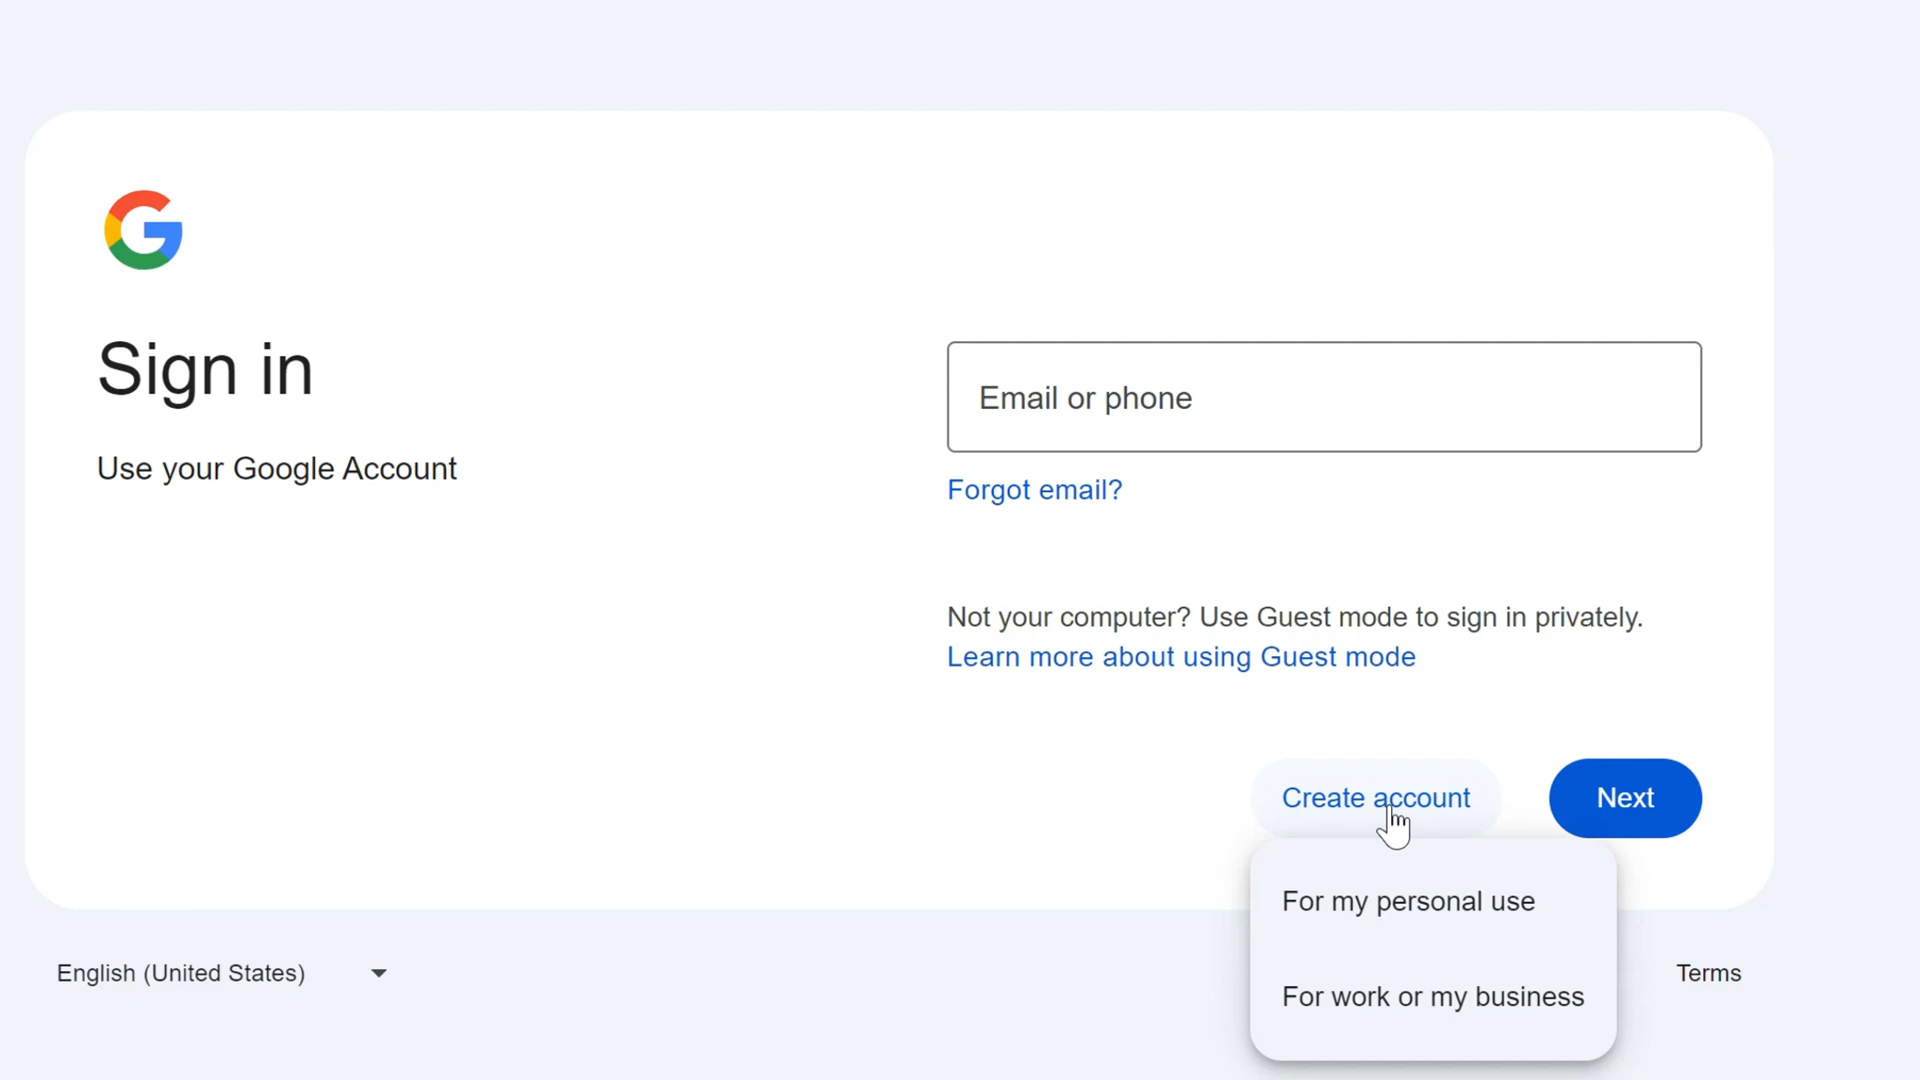 Sign in
Use your Google Account
Email or phone
Forgot email?
Not your computer? Use Guest mode to sign in privately.
Learn more about using Guest mode
Create account
Next
For my personal use
For work or my business
English (United States)
Terms